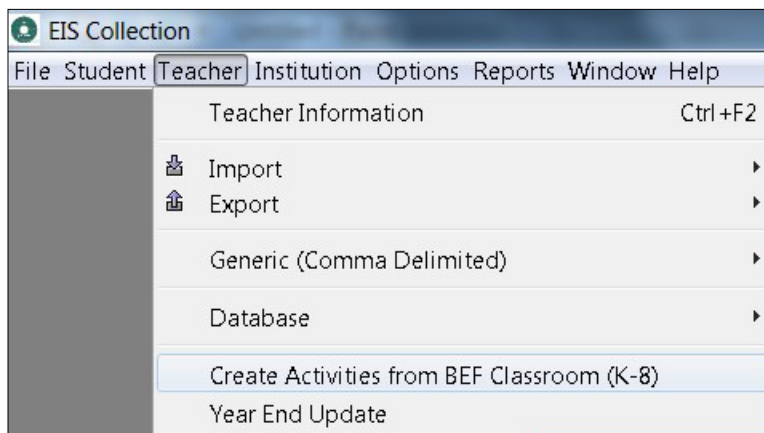 EIS Collection
File Student Teacher Institution Options Reports Window Help
Teacher Information Ctrl+F2
Import
Export
Generic (Comma Delimited)
Database
Create Activities from BEF Classroom (K-8)
Year End Update